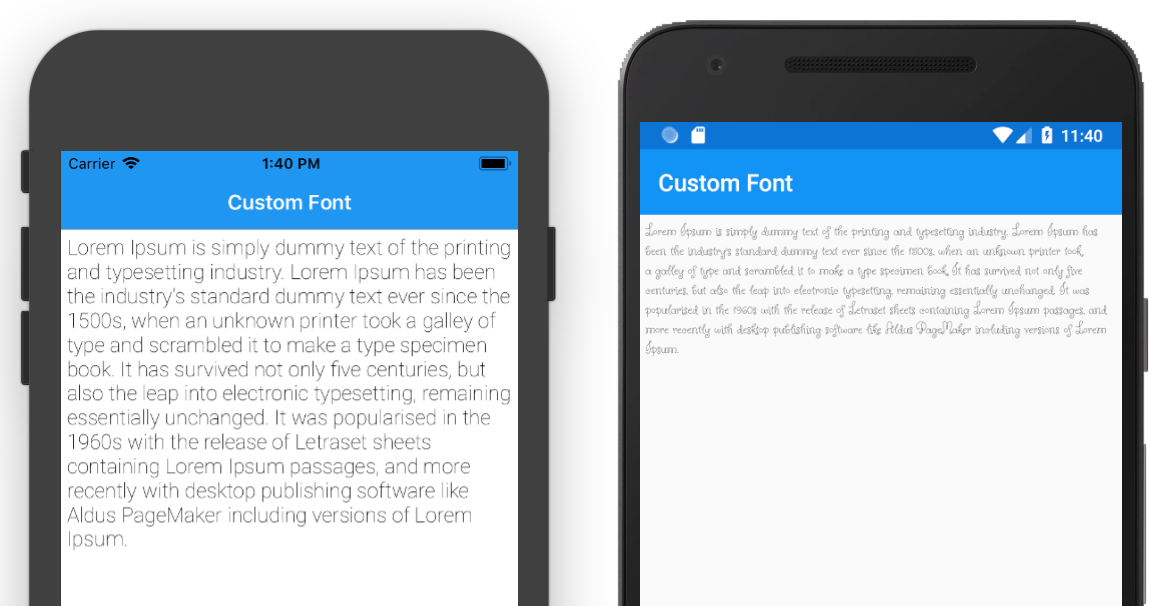 Carrier 1:40 PM
Custom Font
Lorem Ipsum is simply dummy text of the printing
and typesetting industry. Lorem Ipsum has been
the industry's standard dummy text ever since the
1500s, when an unknown printer took a galley of
type and scrambled it to make a type specimen
book. It has survived not only five centuries, but
also the leap into electronic typesetting, remaining
essentially unchanged. It was popularised in the
1960s with the release of Letraset sheets
containing Lorem Ipsum passages, and more
recently with desktop publishing software like
Aldus PageMaker including versions of Lorem
Ipsum.
11:40
Custom Font
Lorem Ipsum is simply dummy text of the printing and typesetting industry. Lorem Ipsum has
been the industry's standard dummy text ever since the 1500s, when an unknown printer took
a galley of type and scrambled it to make a type specimen book. It has survived not only five
centuries, but also the leap into electronic typesetting, remaining essentially unchanged. It was
popularised in the 1960s with the release of Letraset sheets containing Lorem Ipsum passages, and
more recently with desktop publishing software like Aldus PageMaker including versions of Lorem
Ipsum.